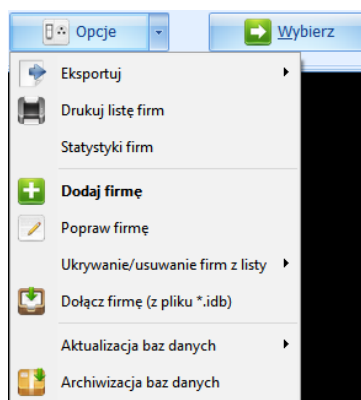 Opcje
Wybierz
Eksportuj
Drukuj listę firm
Statystyki firm
Dodaj firmę
Popraw firmę
Ukrywanie/usuwanie firm z listy
Dołącz firmę (z pliku *.idb)
Aktualizacja baz danych
Archiwizacja baz danych